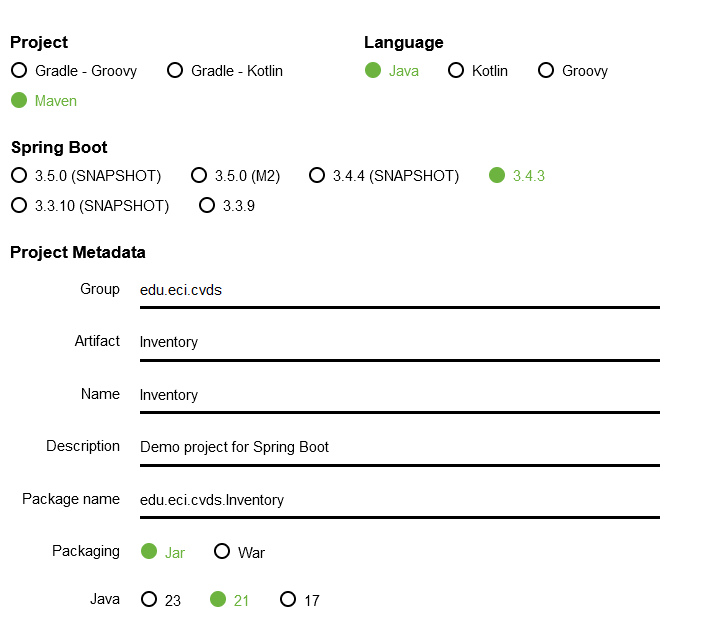 Project
Gradle - Groovy Gradle - Kotlin
Maven
Language
Java Kotlin Groovy
Spring Boot
3.5.0 (SNAPSHOT) 3.5.0 (M2) 3.4.4 (SNAPSHOT) 3.4.3
3.3.10 (SNAPSHOT) 3.3.9
Project Metadata
Group edu.eci.cvds
Artifact Inventory
Name Inventory
Description Demo project for Spring Boot
Package name edu.eci.cvds.Inventory
Packaging Jar War
Java 23 21 17